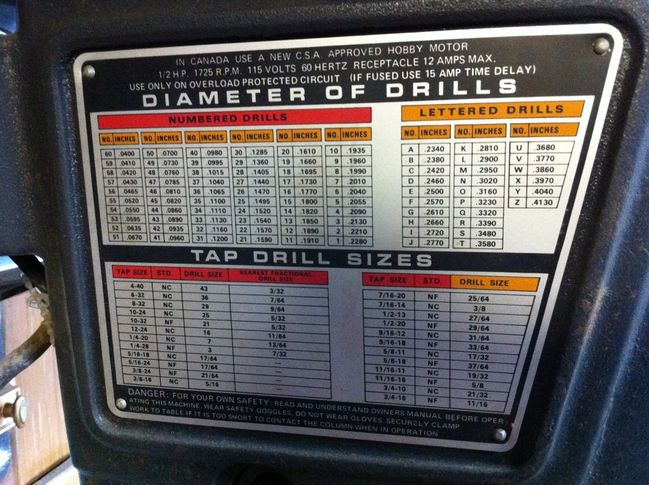 IN CANADA USE A NEW C.S.A. APPROVED HOBBY MOTOR
1/2 H.P. 1725 R.P.M. 115 VOLTS 60 HERTZ RECEPTACLE 12 AMPS MAX.
USE ONLY ON OVERLOAD PROTECTED CIRCUIT (IF FUSED USE 15 AMP TIME DELAY)
DIAMETER OF DRILLS
NUMBERED DRILLS
NO. INCHES NO. INCHES NO. INCHES NO. INCHES NO. INCHES NO. INCHES
60 .0400 50 .0700 40 .0980 30 .1285 20 .1610 10 .1935
59 .0410 49 .0730 39 .0995 29 .1360 19 .1660 9 .1960
58 .0420 48 .0760 38 .1015 28 .1405 18 .1695 8 .1990
57 .0430 47 .0785 37 .1040 27 .1440 17 .1730 7 .2010
56 .0465 46 .0810 36 .1065 26 .1470 16 .1770 6 .2040
55 .0520 45 .0820 35 .1100 25 .1495 15 .1800 5 .2055
54 .0550 44 .0860 34 .1110 24 .1520 14 .1820 4 .2090
53 .0595 43 .0890 33 .1130 23 .1540 13 .1850 3 .2130
52 .0635 42 .0935 32 .1160 22 .1570 12 .1890 2 .2210
51 .0670 41 .0960 31 .1200 21 .1590 11 .1910 1 .2280
LETTERED DRILLS
NO. INCHES NO. INCHES NO. INCHES
A .2340 K .2810 U .3680
B .2380 L .2900 V .3770
C .2420 M .2950 W .3860
D .2460 N .3020 X .3970
E .2500 O .3160 Y .4040
F .2570 P .3230 Z .4130
G .2610 Q .3320
H .2660 R .3390
I .2720 S .3480
J .2770 T .3580
TAP DRILL SIZES
TAP SIZE STD. DRILL SIZE NEAREST FRACTIONAL DRILL SIZE
4-40 NC 43 3/32
6-32 NC 36 7/64
8-32 NC 29 9/64
10-24 NC 25 5/32
10-32 NF 21 5/32
12-24 NC 16 11/64
1/4-20 NC 7 13/64
1/4-28 NF 3 7/32
5/16-18 NC
5/16-24 NF
3/8-24 NF
3/8-16 NC 5/16 —
TAP SIZE STD. DRILL SIZE
7/16-20 NF 25/64
7/16-14 NC 3/8
1/2-13 NC 27/64
1/2-20 NF 29/64
9/16-12 NC 31/64
9/16-18 NF 33/64
5/8-11 NC 17/32
5/8-18 NF 37/64
11/16-11 NC 19/32
11/16-16 NF 5/8
3/4-10 NC 21/32
3/4-16 NF 11/16
DANGER: FOR YOUR OWN SAFETY: READ AND UNDERSTAND OWNERS MANUAL BEFORE OPER
ATING THIS MACHINE. WEAR SAFETY GOGGLES. DO NOT WEAR GLOVES. SECURELY CLAMP
WORK TO TABLE IF IT IS TOO SHORT TO CONTACT THE COLUMN WHEN IN OPERATION